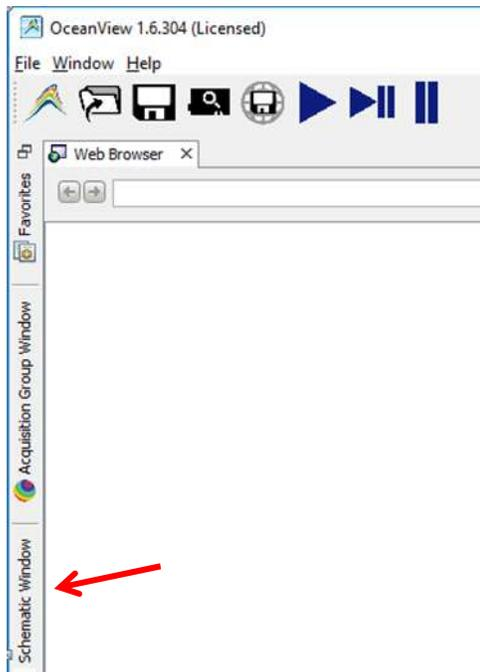 OceanView 1.6.304 (Licensed)
File Window Help
Web Browser
Favorites
Acquisition Group Window
Schematic Window